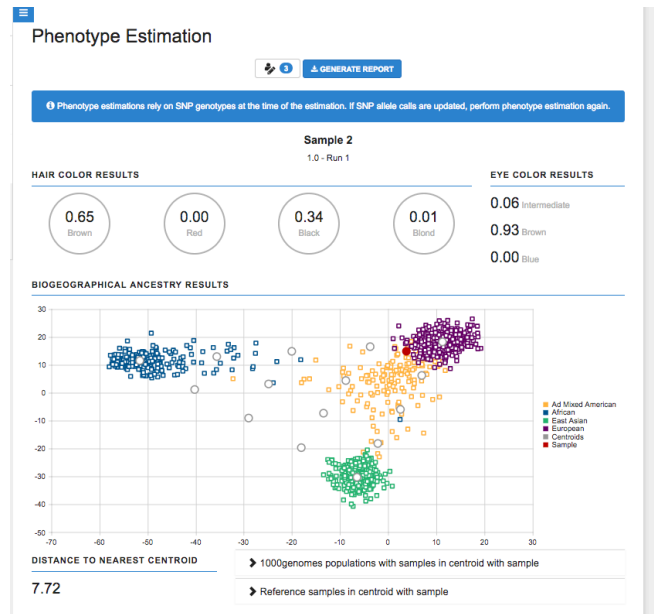 Phenotype Estimation
3
GENERATE REPORT
Phenotype estimations rely on SNP genotypes at the time of the estimation. If SNP allele calls are updated, perform phenotype estimation again.
Sample 2
1.0 - Run 1
HAIR COLOR RESULTS
EYE COLOR RESULTS
0.65
Brown
0.00
Red
0.34
Black
0.01
Blond
0.06 Intermediate
0.93 Brown
0.00 Blue
BIOGEOGRAPHICAL ANCESTRY RESULTS
30
20
10
0
-10
-20
-30
-40
-50
-70 -60 -50 -40 -30 -20 -10 0 10 20 30
Ad Mixed American
African
East Asian
European
Centroids
Sample
DISTANCE TO NEAREST CENTROID
7.72
1000genomes populations with samples in centroid with sample
Reference samples in centroid with sample